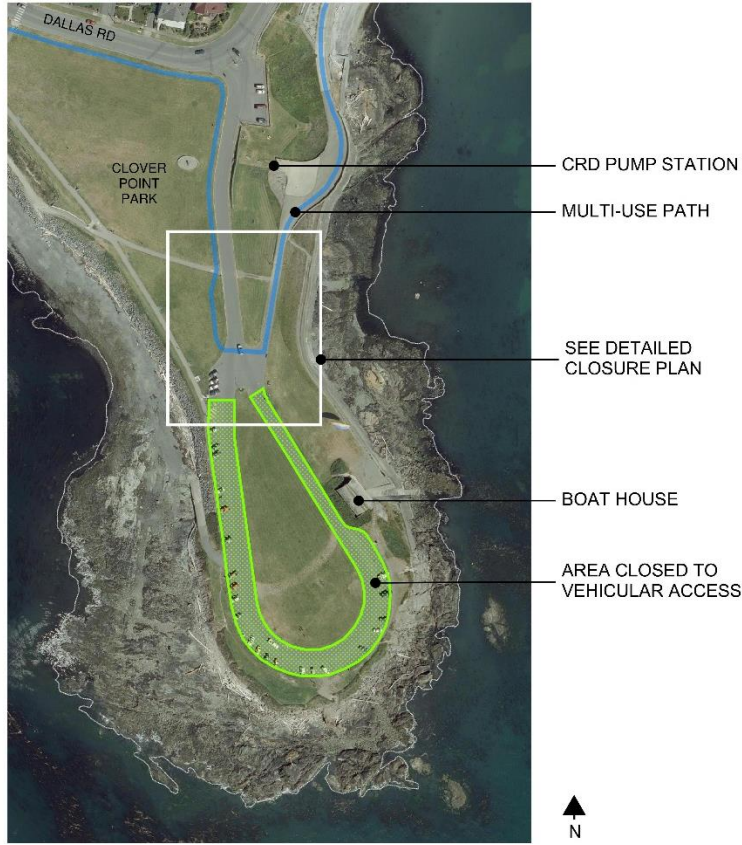 DALLAS RD
CLOVER
POINT
PARK
CRD PUMP STATION
MULTI-USE PATH
SEE DETAILED
CLOSURE PLAN
BOAT HOUSE
AREA CLOSED TO
VEHICULAR ACCESS
N